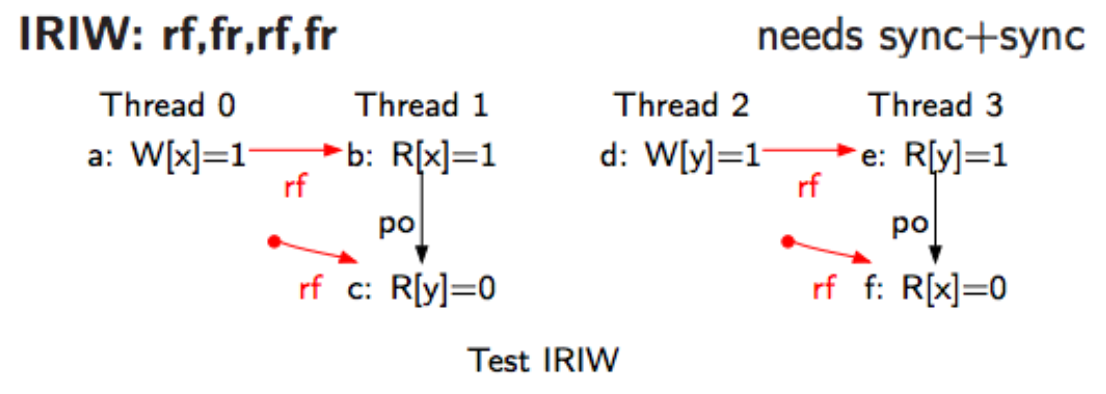 IRIW: rf,fr,rf,fr needs sync+sync
Thread 0 Thread 1 Thread 2 Thread 3
a: W[x]=1 b: R[x]=1 d: W[y]=1 e: R[y]=1
rf rf
po po
rf c: R[y]=0 rf f: R[x]=0
Test IRIW